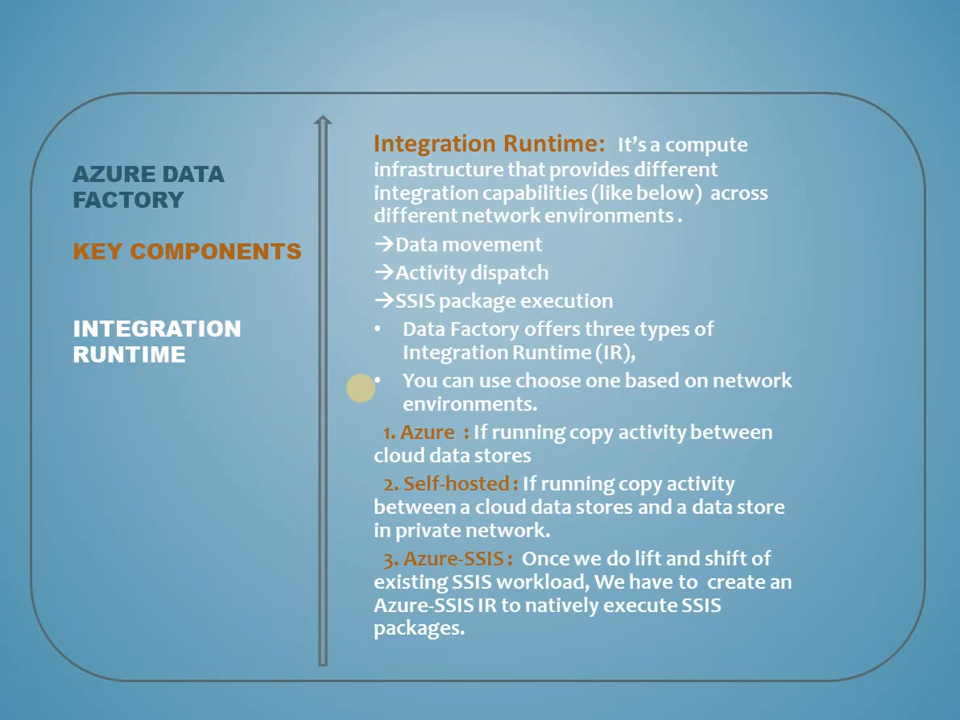 AZURE DATA
FACTORY
KEY COMPONENTS
INTEGRATION
RUNTIME
Integration Runtime: It's a compute
infrastructure that provides different
integration capabilities (like below) across
different network environments .
→Data movement
→Activity dispatch
→SSIS package execution
• Data Factory offers three types of
Integration Runtime (IR),
• You can use choose one based on network
environments.
1. Azure : If running copy activity between
cloud data stores
2. Self-hosted : If running copy activity
between a cloud data stores and a data store
in private network.
3. Azure-SSIS : Once we do lift and shift of
existing SSIS workload, We have to create an
Azure-SSIS IR to natively execute SSIS
packages.